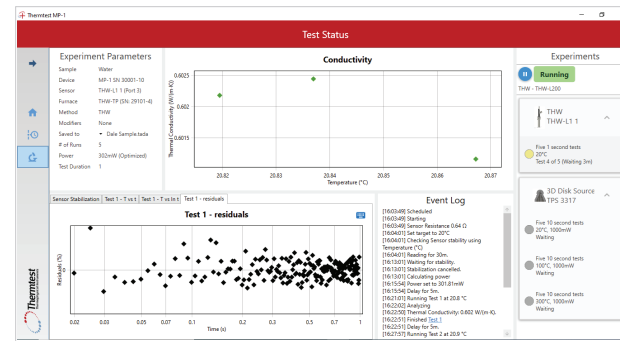 Thermtest MP-1
Test Status
Experiment Parameters
Sample Water
Device MP-1 SN 30001-10
Sensor THW-L1 1 (Port 3)
Furnace THW-TP (SN: 29101-4)
Method THW
Modifiers None
Saved to Dale Sample.tada
# of Runs 5
Power 302mW (Optimized)
Test Duration 1
Conductivity
Thermal Conductivity (W/(m·K))
0.6025
0.602
0.6015
20.82 20.83 20.84 20.85 20.86 20.87
Temperature (°C)
Sensor Stabilization Test 1 - T vs t Test 1 - T vs ln t Test 1 - residuals
Test 1 - residuals
Residuals (%)
0
0.02 0.03 0.05 0.07 0.1 0.2 0.3 0.5 0.7 1
Time (s)
Event Log
[16:03:49] Scheduled
[16:03:49] Starting
[16:03:49] Sensor Resistance 0.64 Ω
[16:04:01] Set target to 20°C
[16:04:01] Checking Sensor stability using
Temperature (°C)
[16:04:01] Reading for 30m.
[16:13:01] Waiting for stability.
[16:13:01] Stabilization cancelled.
[16:13:01] Calculating power
[16:15:54] Power set to 301.81mW
[16:15:54] Delay for 5m.
[16:21:01] Running Test 1 at 20.8 °C
[16:22:02] Analyzing
[16:22:50] Thermal Conductivity: 0.602 W/(m·K).
[16:22:51] Finished Test 1
[16:22:51] Delay for 5m.
[16:27:57] Running Test 2 at 20.9 °C
Experiments
Running
THW - THW-L200
THW
THW-L1 1
Five 1 second tests
20°C
Test 4 of 5 (Waiting 3m)
3D Disk Source
TPS 3317
Five 10 second tests
20°C, 1000mW
Waiting
Five 10 second tests
100°C, 1000mW
Waiting
Five 10 second tests
300°C, 1000mW
Waiting
Thermtest